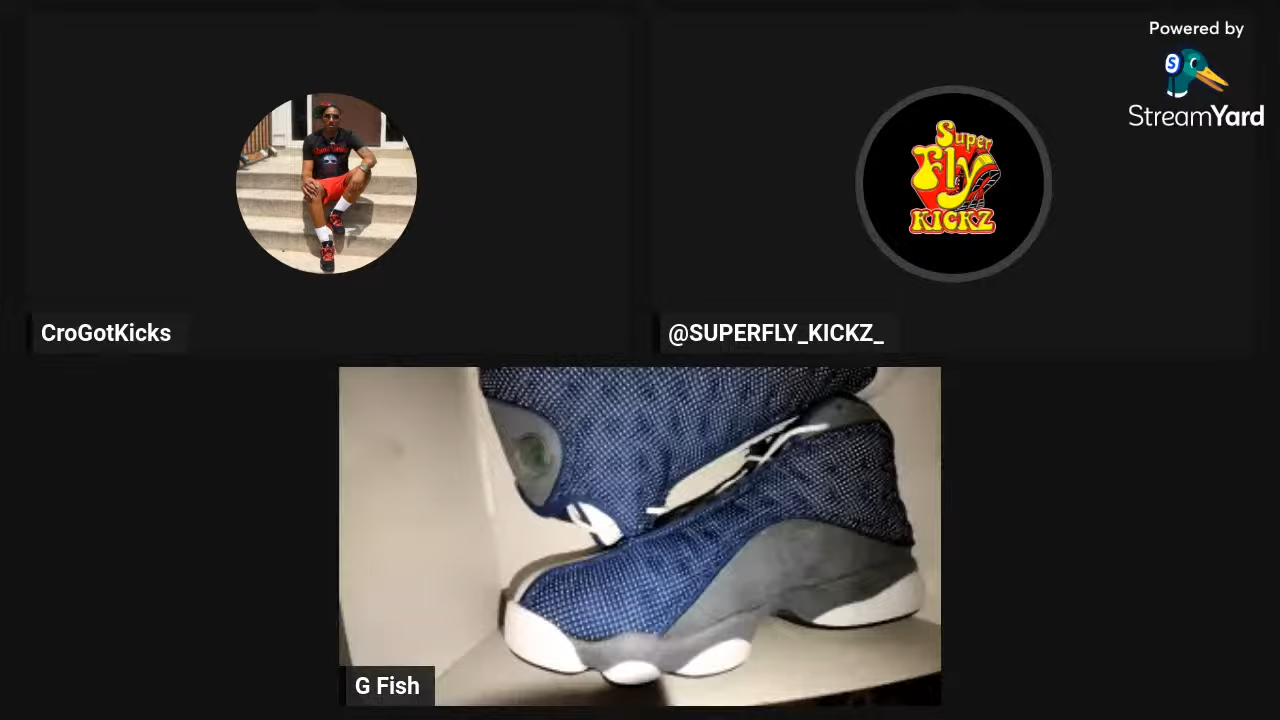 Powered by
S
StreamYard
Super
Fly
KICKZ
CroGotKicks
@SUPERFLY_KICKZ_
G Fish